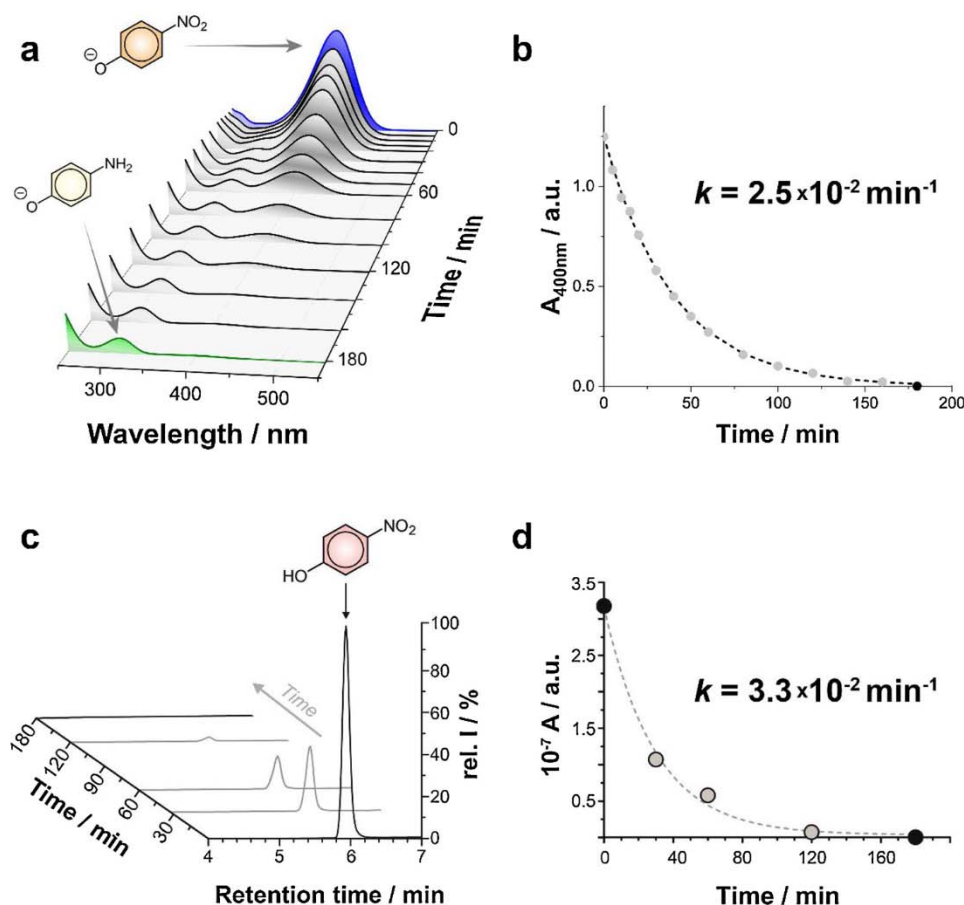 a
NO₂
⊖
O
NH₂
⊖
O
0
60
120
180
Time / min
300
400
500
Wavelength / nm
b
1.0
0.5
0.0
A400nm / a.u.
k = 2.5×10⁻² min⁻¹
0
50
100
150
200
Time / min
c
NO₂
HO
100
80
60
40
20
0
rel. I / %
Time
180
120
90
60
30
Time / min
4
5
6
7
Retention time / min
d
3.5
2.5
1.5
0.5
10⁻⁷ A / a.u.
k = 3.3×10⁻² min⁻¹
0
40
80
120
160
Time / min